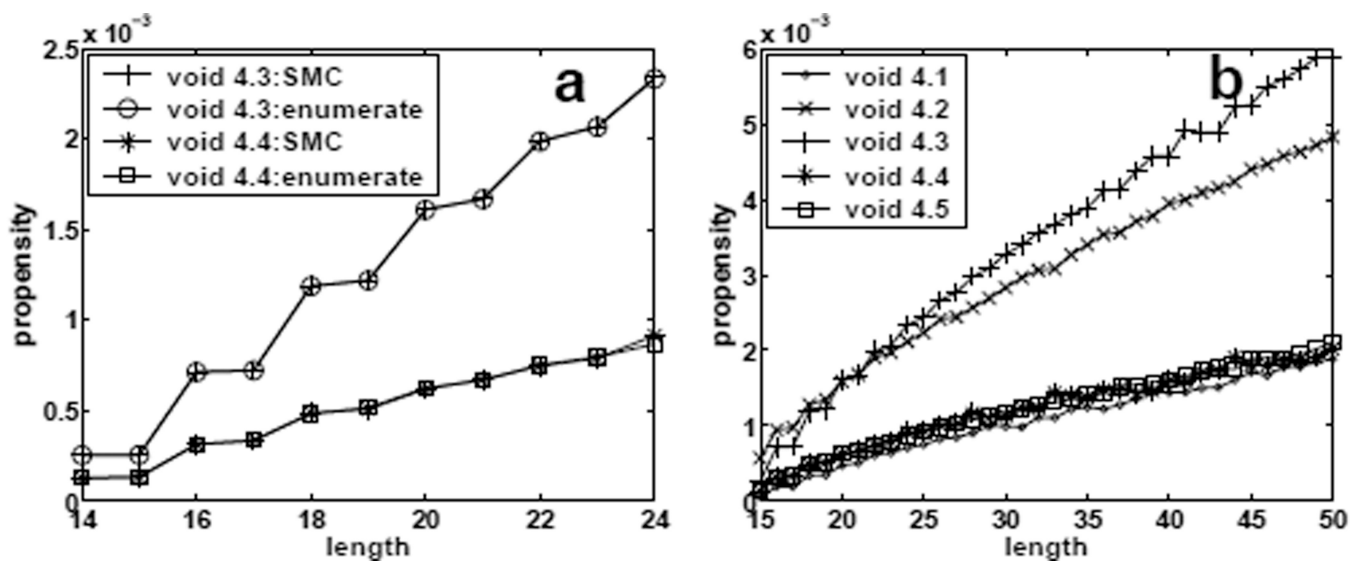 x 10⁻³
2.5
2
1.5
1
0.5
0
propensity
void 4.3:SMC
void 4.3:enumerate
void 4.4:SMC
void 4.4:enumerate
a
14 16 18 20 22 24
length
x 10⁻³
6
5
4
3
2
1
0
propensity
void 4.1
void 4.2
void 4.3
void 4.4
void 4.5
b
15 20 25 30 35 40 45 50
length